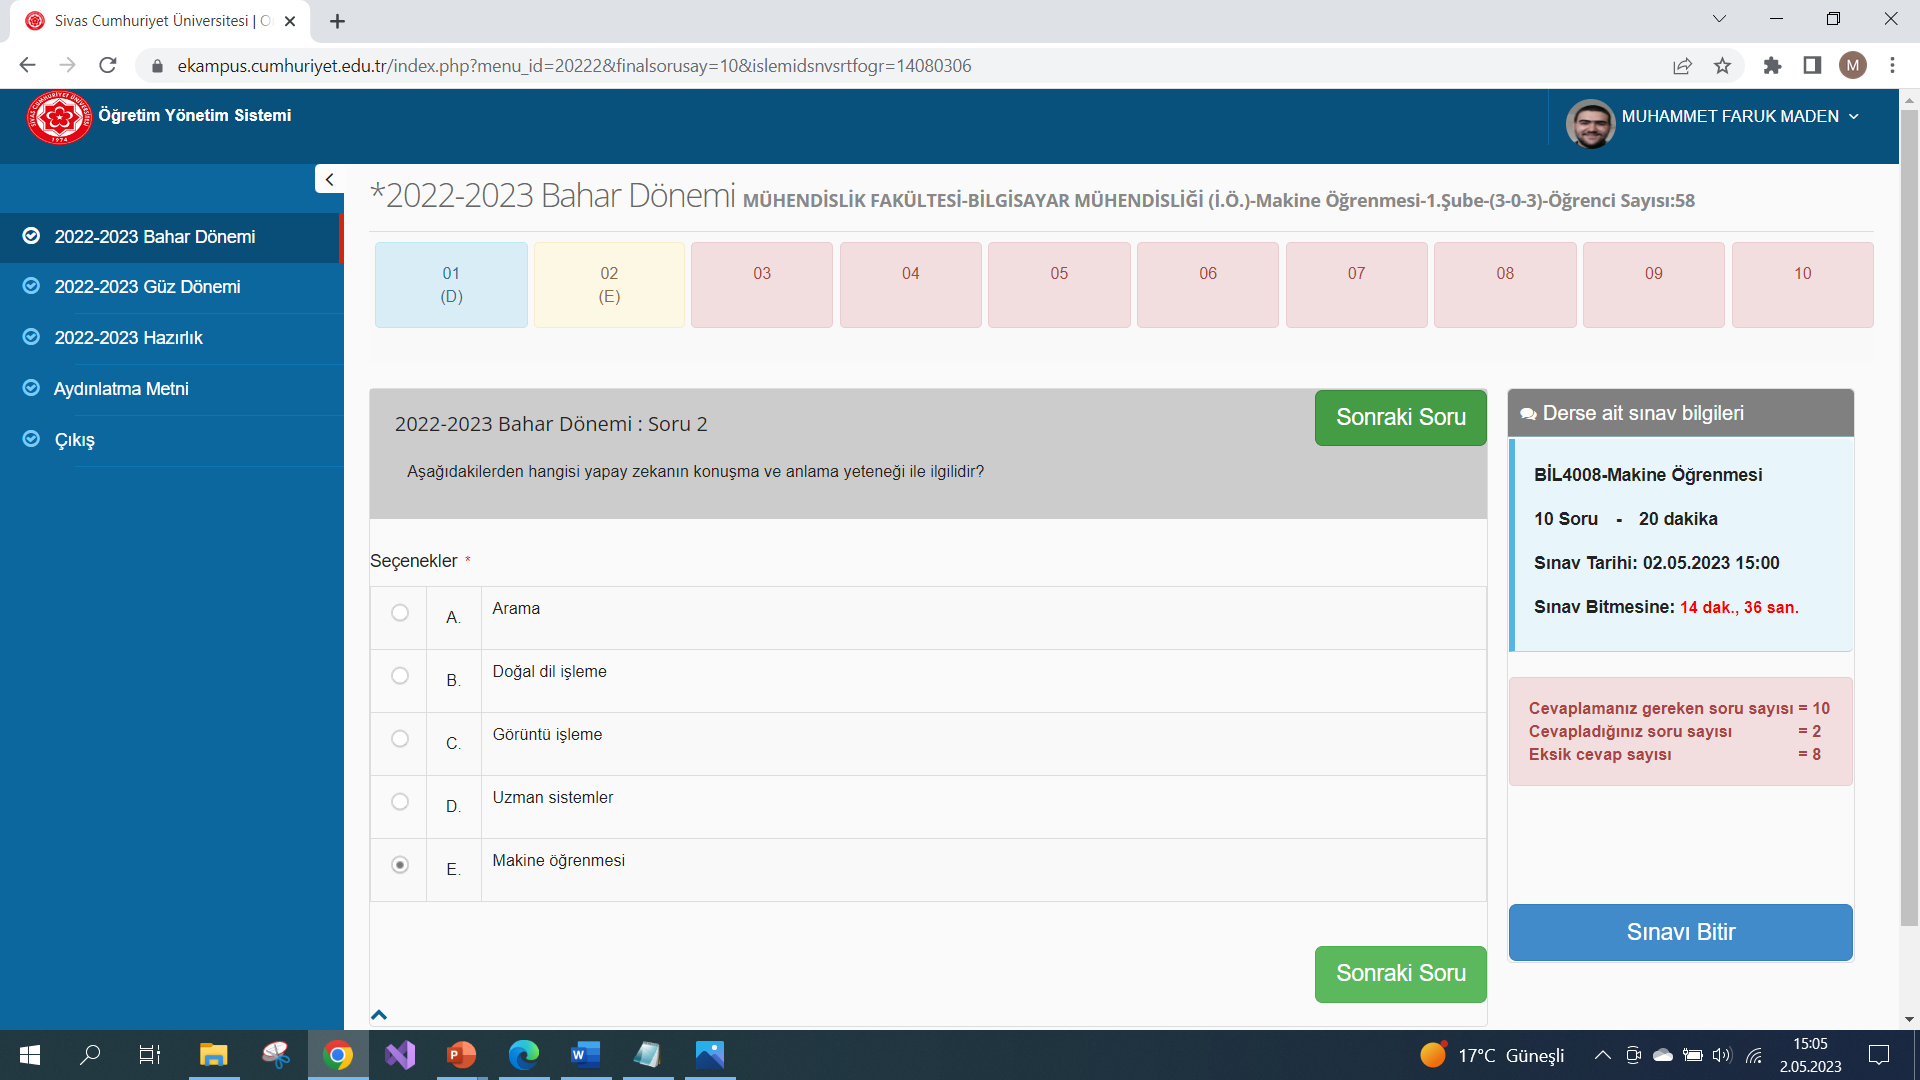 Sivas Cumhuriyet Üniversitesi | O
ekampus.cumhuriyet.edu.tr/index.php?menu_id=20222&finalsorusay=10&islemidsnvsrtfogr=14080306
M
Öğretim Yönetim Sistemi
MUHAMMET FARUK MADEN
*2022-2023 Bahar Dönemi MÜHENDİSLİK FAKÜLTESİ-BİLGİSAYAR MÜHENDİSLİĞİ (İ.Ö.)-Makine Öğrenmesi-1.Şube-(3-0-3)-Öğrenci Sayısı:58
2022-2023 Bahar Dönemi
2022-2023 Güz Dönemi
2022-2023 Hazırlık
Aydınlatma Metni
Çıkış
01 02 03 04 05 06 07 08 09 10
(D) (E)
2022-2023 Bahar Dönemi : Soru 2
Sonraki Soru
Aşağıdakilerden hangisi yapay zekanın konuşma ve anlama yeteneği ile ilgilidir?
Seçenekler *
A. Arama
B. Doğal dil işleme
C. Görüntü işleme
D. Uzman sistemler
E. Makine öğrenmesi
Sonraki Soru
Derse ait sınav bilgileri
BİL4008-Makine Öğrenmesi
10 Soru - 20 dakika
Sınav Tarihi: 02.05.2023 15:00
Sınav Bitmesine: 14 dak., 36 san.
Cevaplamanız gereken soru sayısı = 10
Cevapladığınız soru sayısı = 2
Eksik cevap sayısı = 8
Sınavı Bitir
17°C Güneşli
15:05
2.05.2023